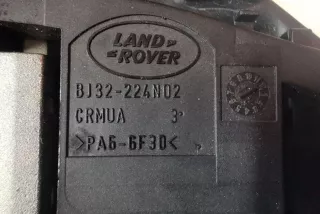 LAND
ROVER
BJ32-224N02
CRMUA 3
>PA6-GF30<